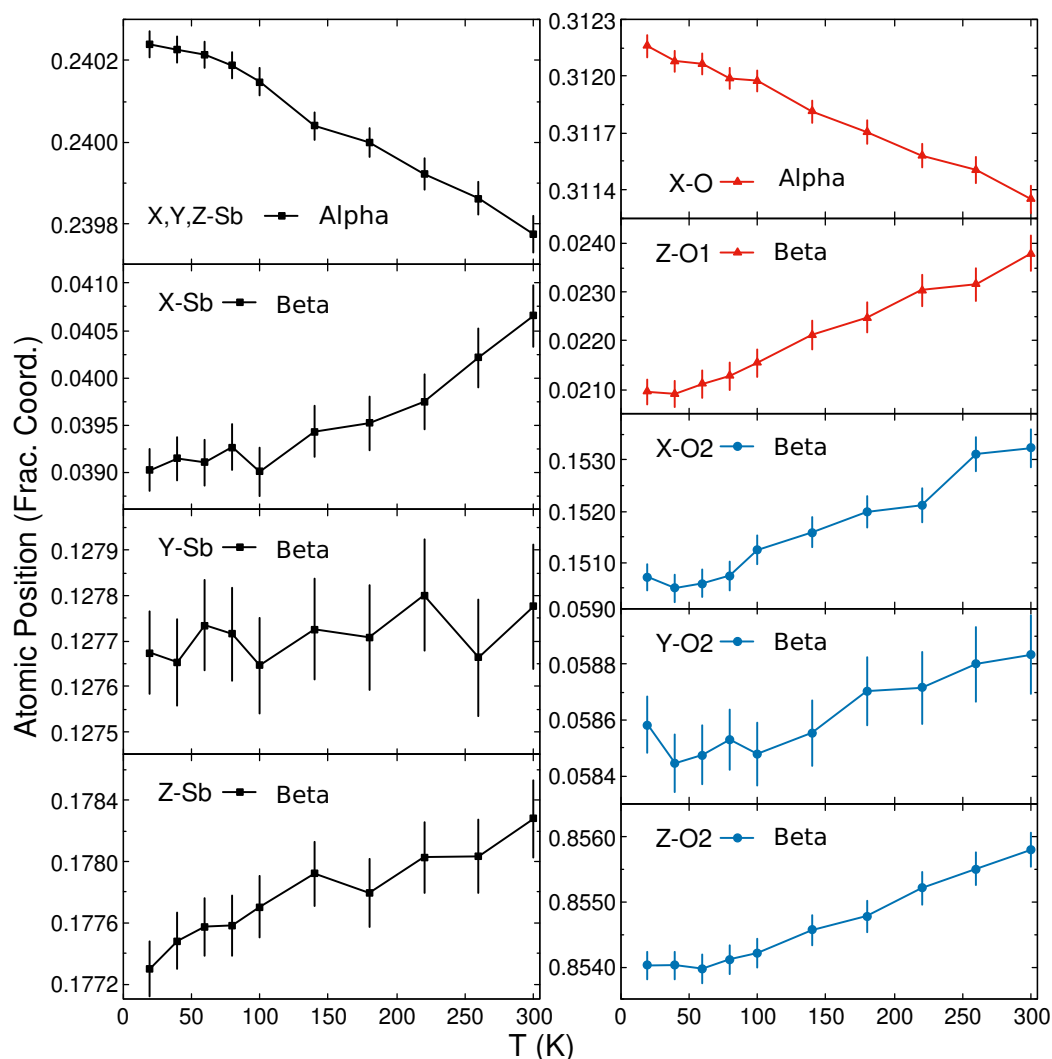 Atomic Position (Frac. Coord.)
0.2402
0.2400
0.2398
X,Y,Z-Sb Alpha
0.0410
0.0405
0.0400
0.0395
0.0390
X-Sb Beta
0.1279
0.1278
0.1277
0.1276
0.1275
Y-Sb Beta
0.1784
0.1780
0.1776
0.1772
Z-Sb Beta
0 50 100 150 200 250 300
0.3123
0.3120
0.3117
0.3114
X-O Alpha
0.0240
0.0230
0.0220
0.0210
Z-O1 Beta
0.1530
0.1520
0.1510
X-O2 Beta
0.0590
0.0588
0.0586
0.0584
Y-O2 Beta
0.8560
0.8550
0.8540
Z-O2 Beta
0 50 100 150 200 250 300
T (K)